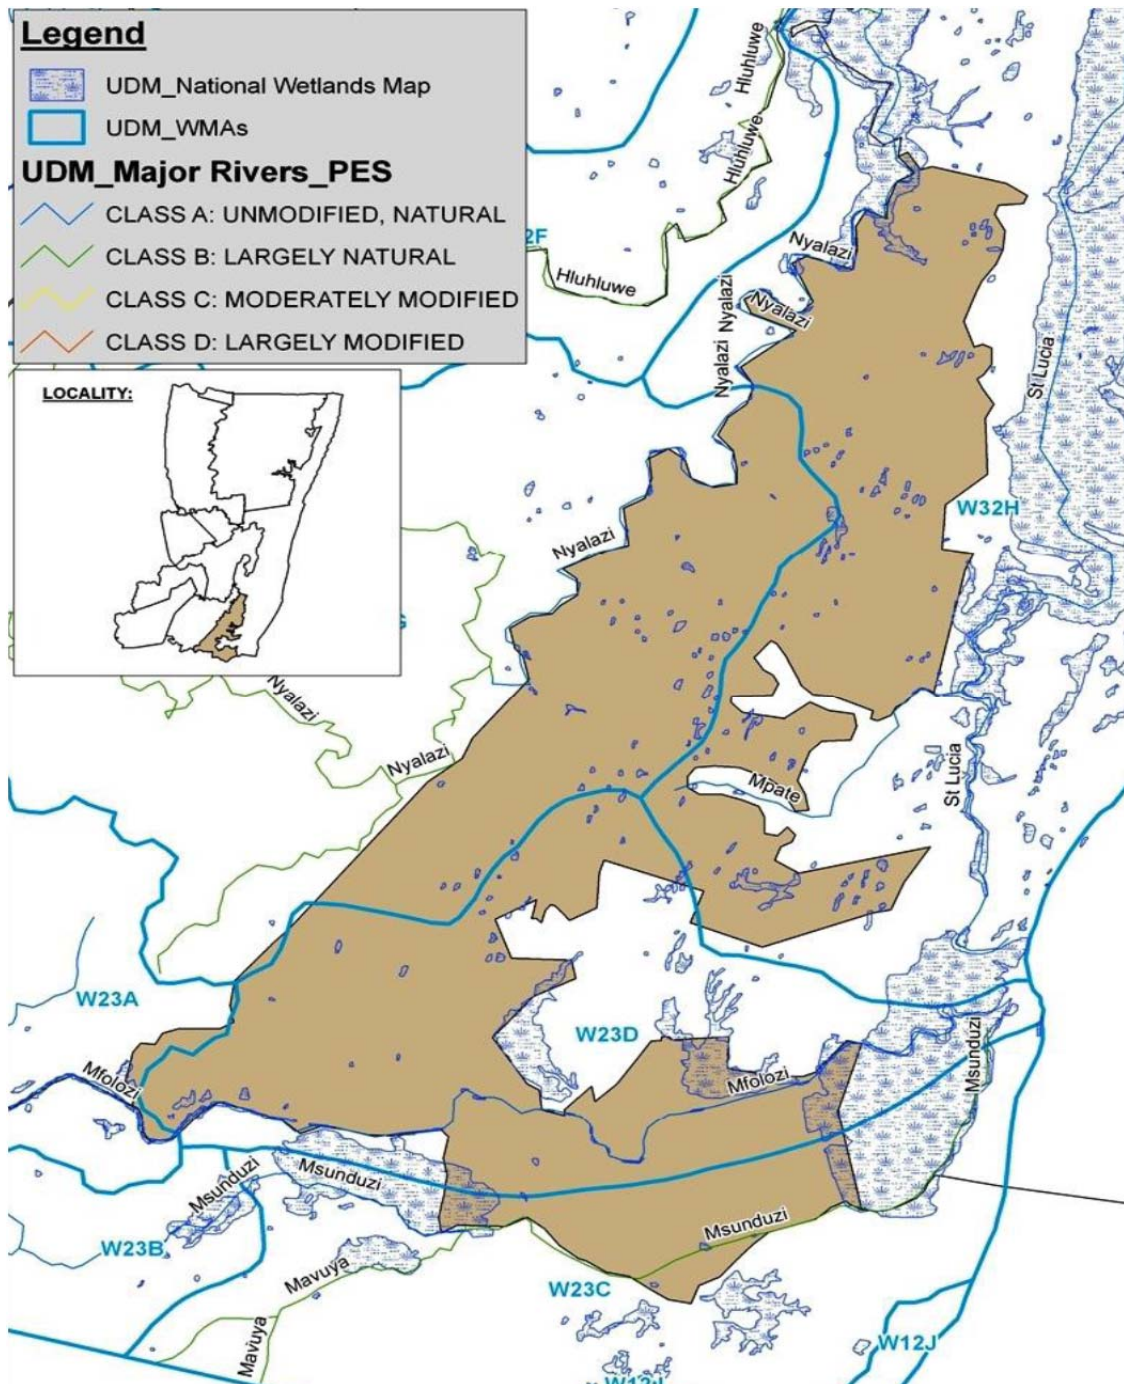 Legend
UDM_National Wetlands Map
UDM_WMAs
UDM_Major Rivers_PES
CLASS A: UNMODIFIED, NATURAL
CLASS B: LARGELY NATURAL
CLASS C: MODERATELY MODIFIED
CLASS D: LARGELY MODIFIED
LOCALITY:
Hluhluwe
Hluhluwe
2F
Hluhluwe
Nyalazi
Nyalazi
Nyalazi
Nyalazi
St Lucia
W32H
Nyalazi
Nyalazi
Nyalazi
St Lucia
Mpate
W23A
W23D
Mfolozi
Mfolozi
Msunduzi
Msunduzi
Msunduzi
Msunduzi
W23B
Mavuya
W23C
Mavuya
W12J
W12J